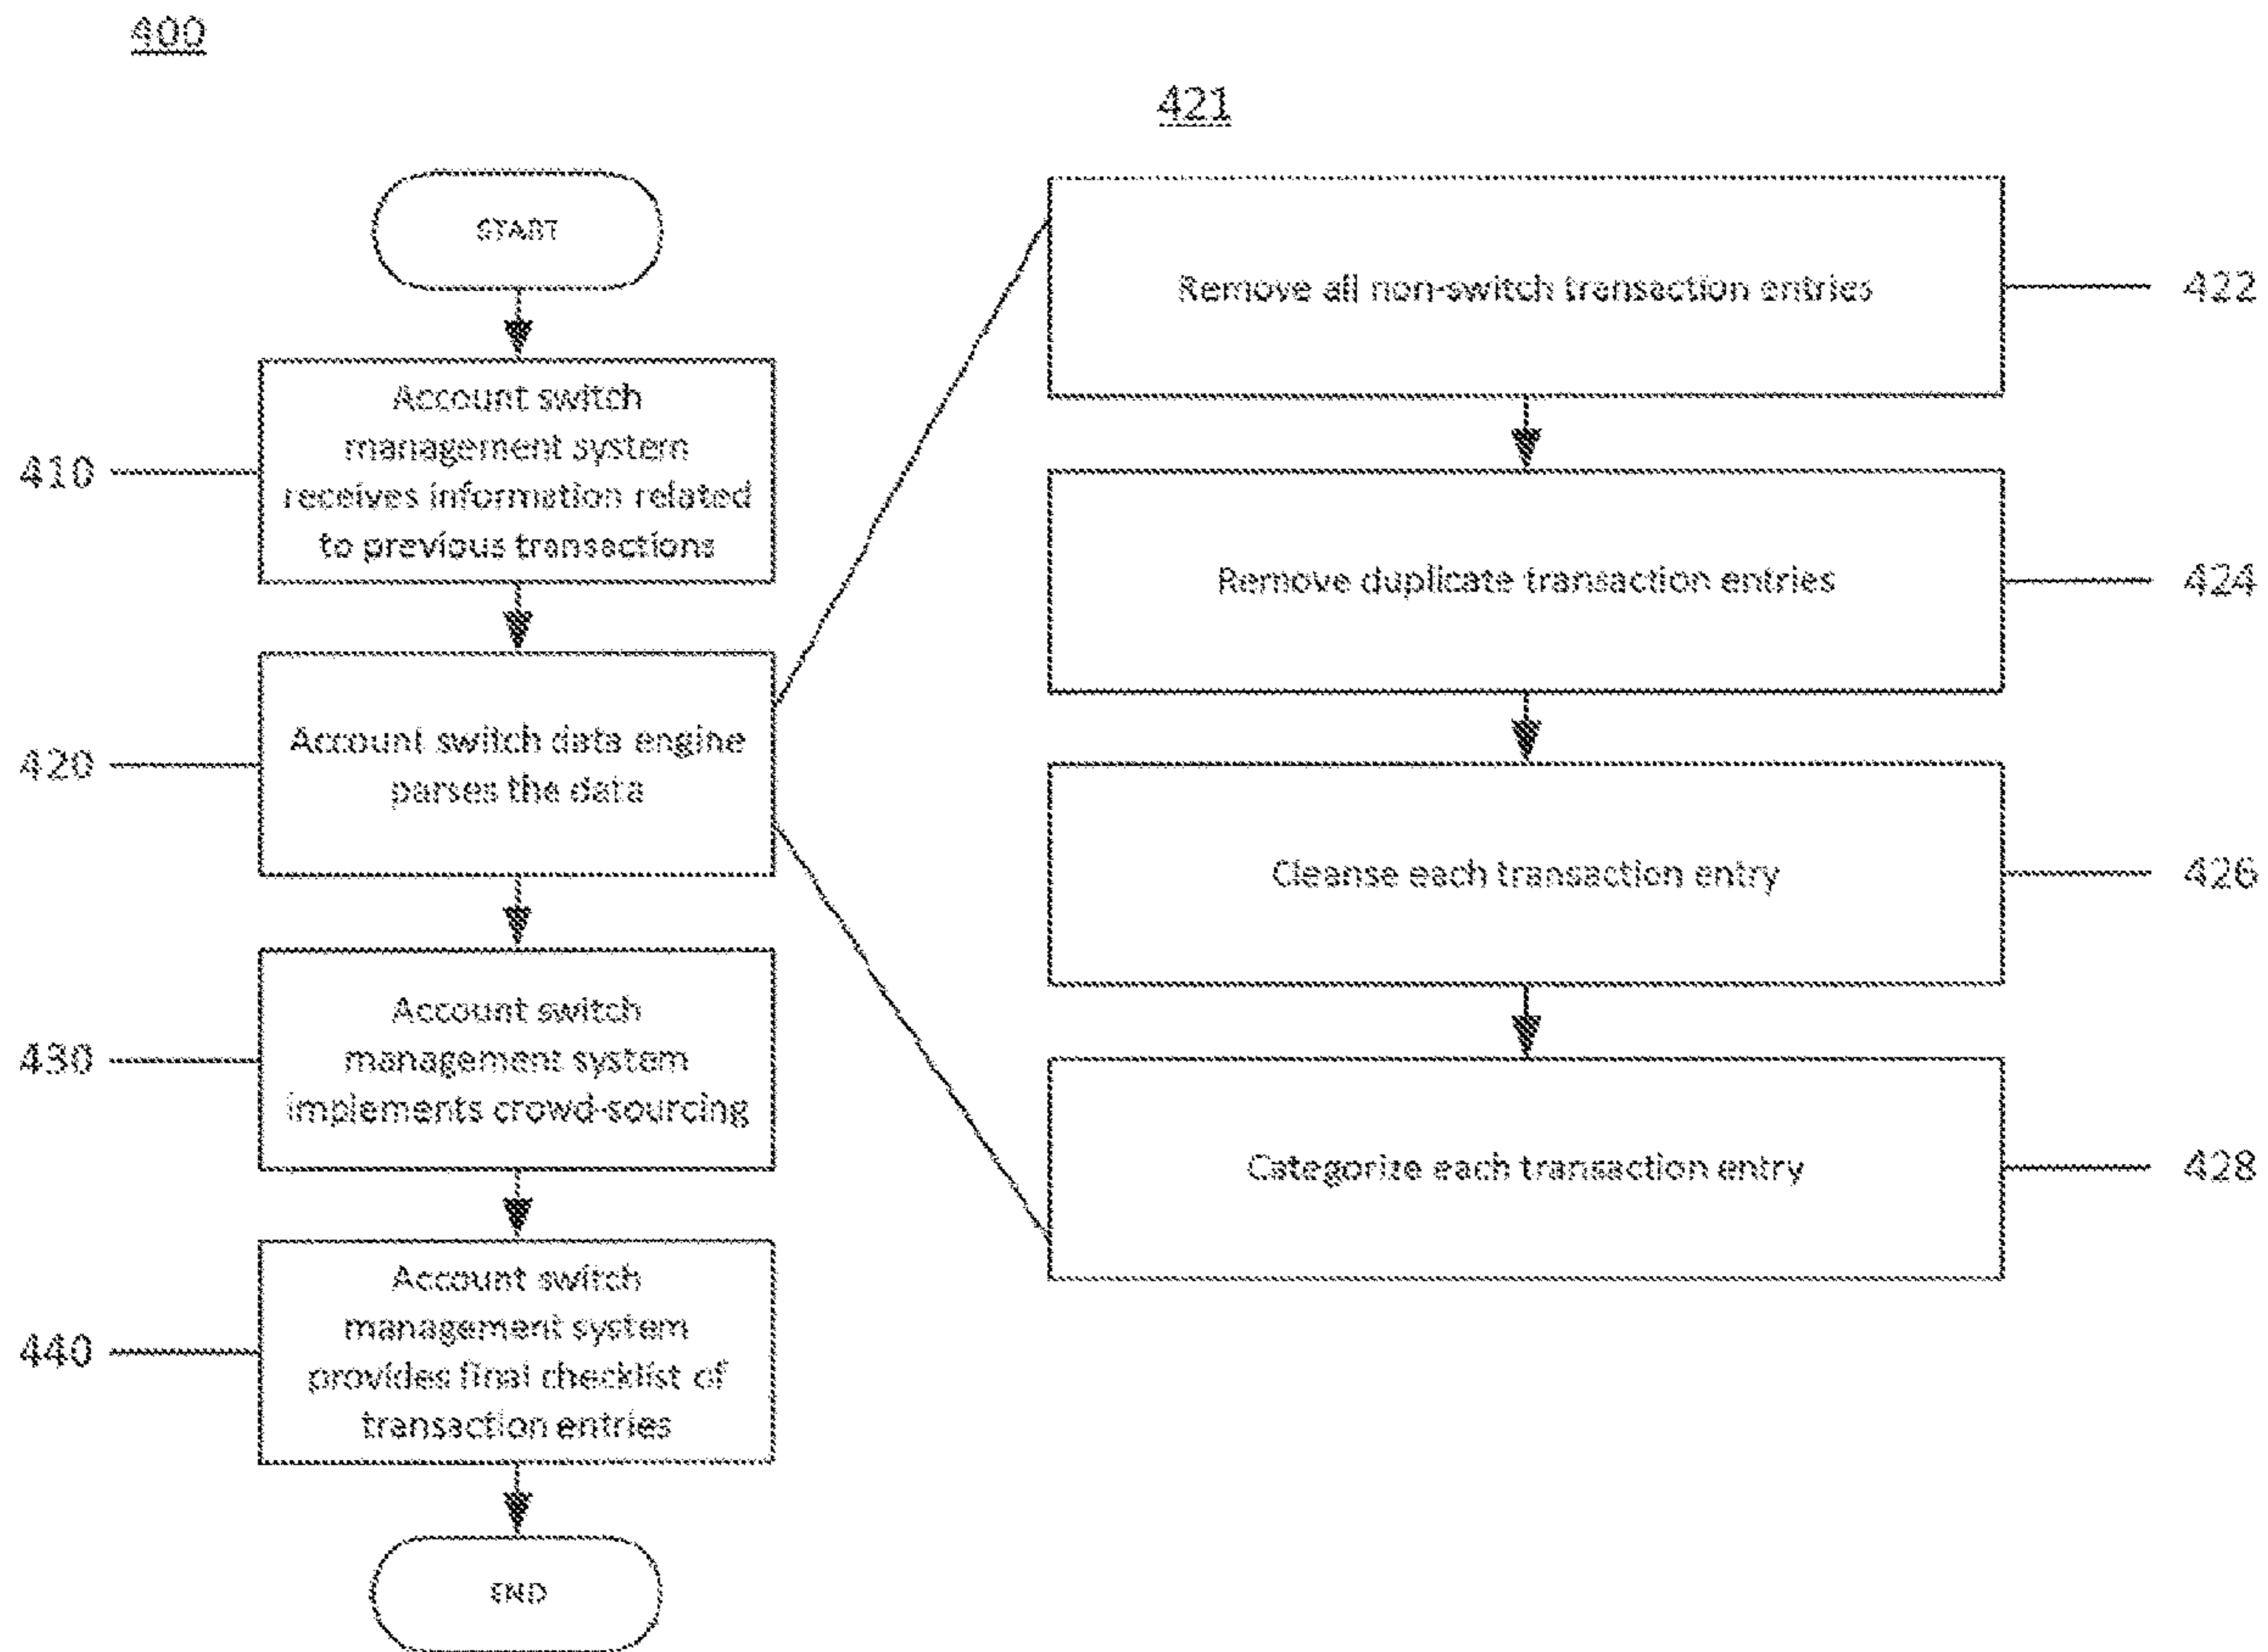 400
421
START
410
Account switch
management system
receives information related
to previous transactions
420
Account switch data engine
parses the data
430
Account switch
management system
implements crowd-sourcing
440
Account switch
management system
provides final checklist of
transaction entries
END
Remove all non-switch transaction entries
422
Remove duplicate transaction entries
424
Cleanse each transaction entry
426
Categorize each transaction entry
428